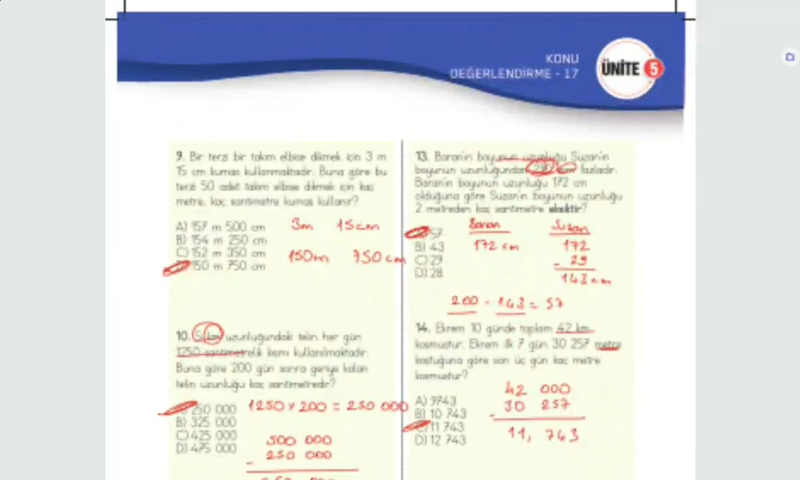 KONU
DEĞERLENDİRME - 17
ÜNİTE 5
9. Bir terzi bir takım elbise dikmek için 3 m
15 cm kumaş kullanmaktadır. Buna göre bu
terzi 50 adet takım elbise dikmek için kaç
metre, kaç santimetre kumaş kullanır?
A) 157 m 500 cm
B) 154 m 250 cm
C) 152 m 350 cm
150 m 750 cm
3m 15cm
150m 750 cm
10. 5 km uzunluğundaki telin her gün
1250 santimetrelik kısmı kullanılmaktadır.
Buna göre 200 gün sonra geriye kalan
telin uzunluğu kaç santimetredir?
250 000
B) 325 000
C) 425 000
D) 475 000
1250 x 200 = 250 000
500 000
- 250 000
13. Baran'ın boyunun uzunluğu Suzan'ın
boyunun uzunluğundan fazladır.
Baran'ın boyunun uzunluğu 172 cm
olduğuna göre Suzan'ın boyunun uzunluğu
2 metreden kaç santimetre eksiktir?
57
B) 43
C) 29
D) 28
Baran Suzan
172 cm 172
- 29
143 cm
200 - 143 = 57
14. Ekrem 10 günde toplam 42 km
koşmuştur. Ekrem ilk 7 gün 30 257 metre
koştuğuna göre son üç gün kaç metre
koşmuştur?
A) 9743
B) 10 743
C) 11 743
D) 12 743
42 000
- 30 257
11, 743